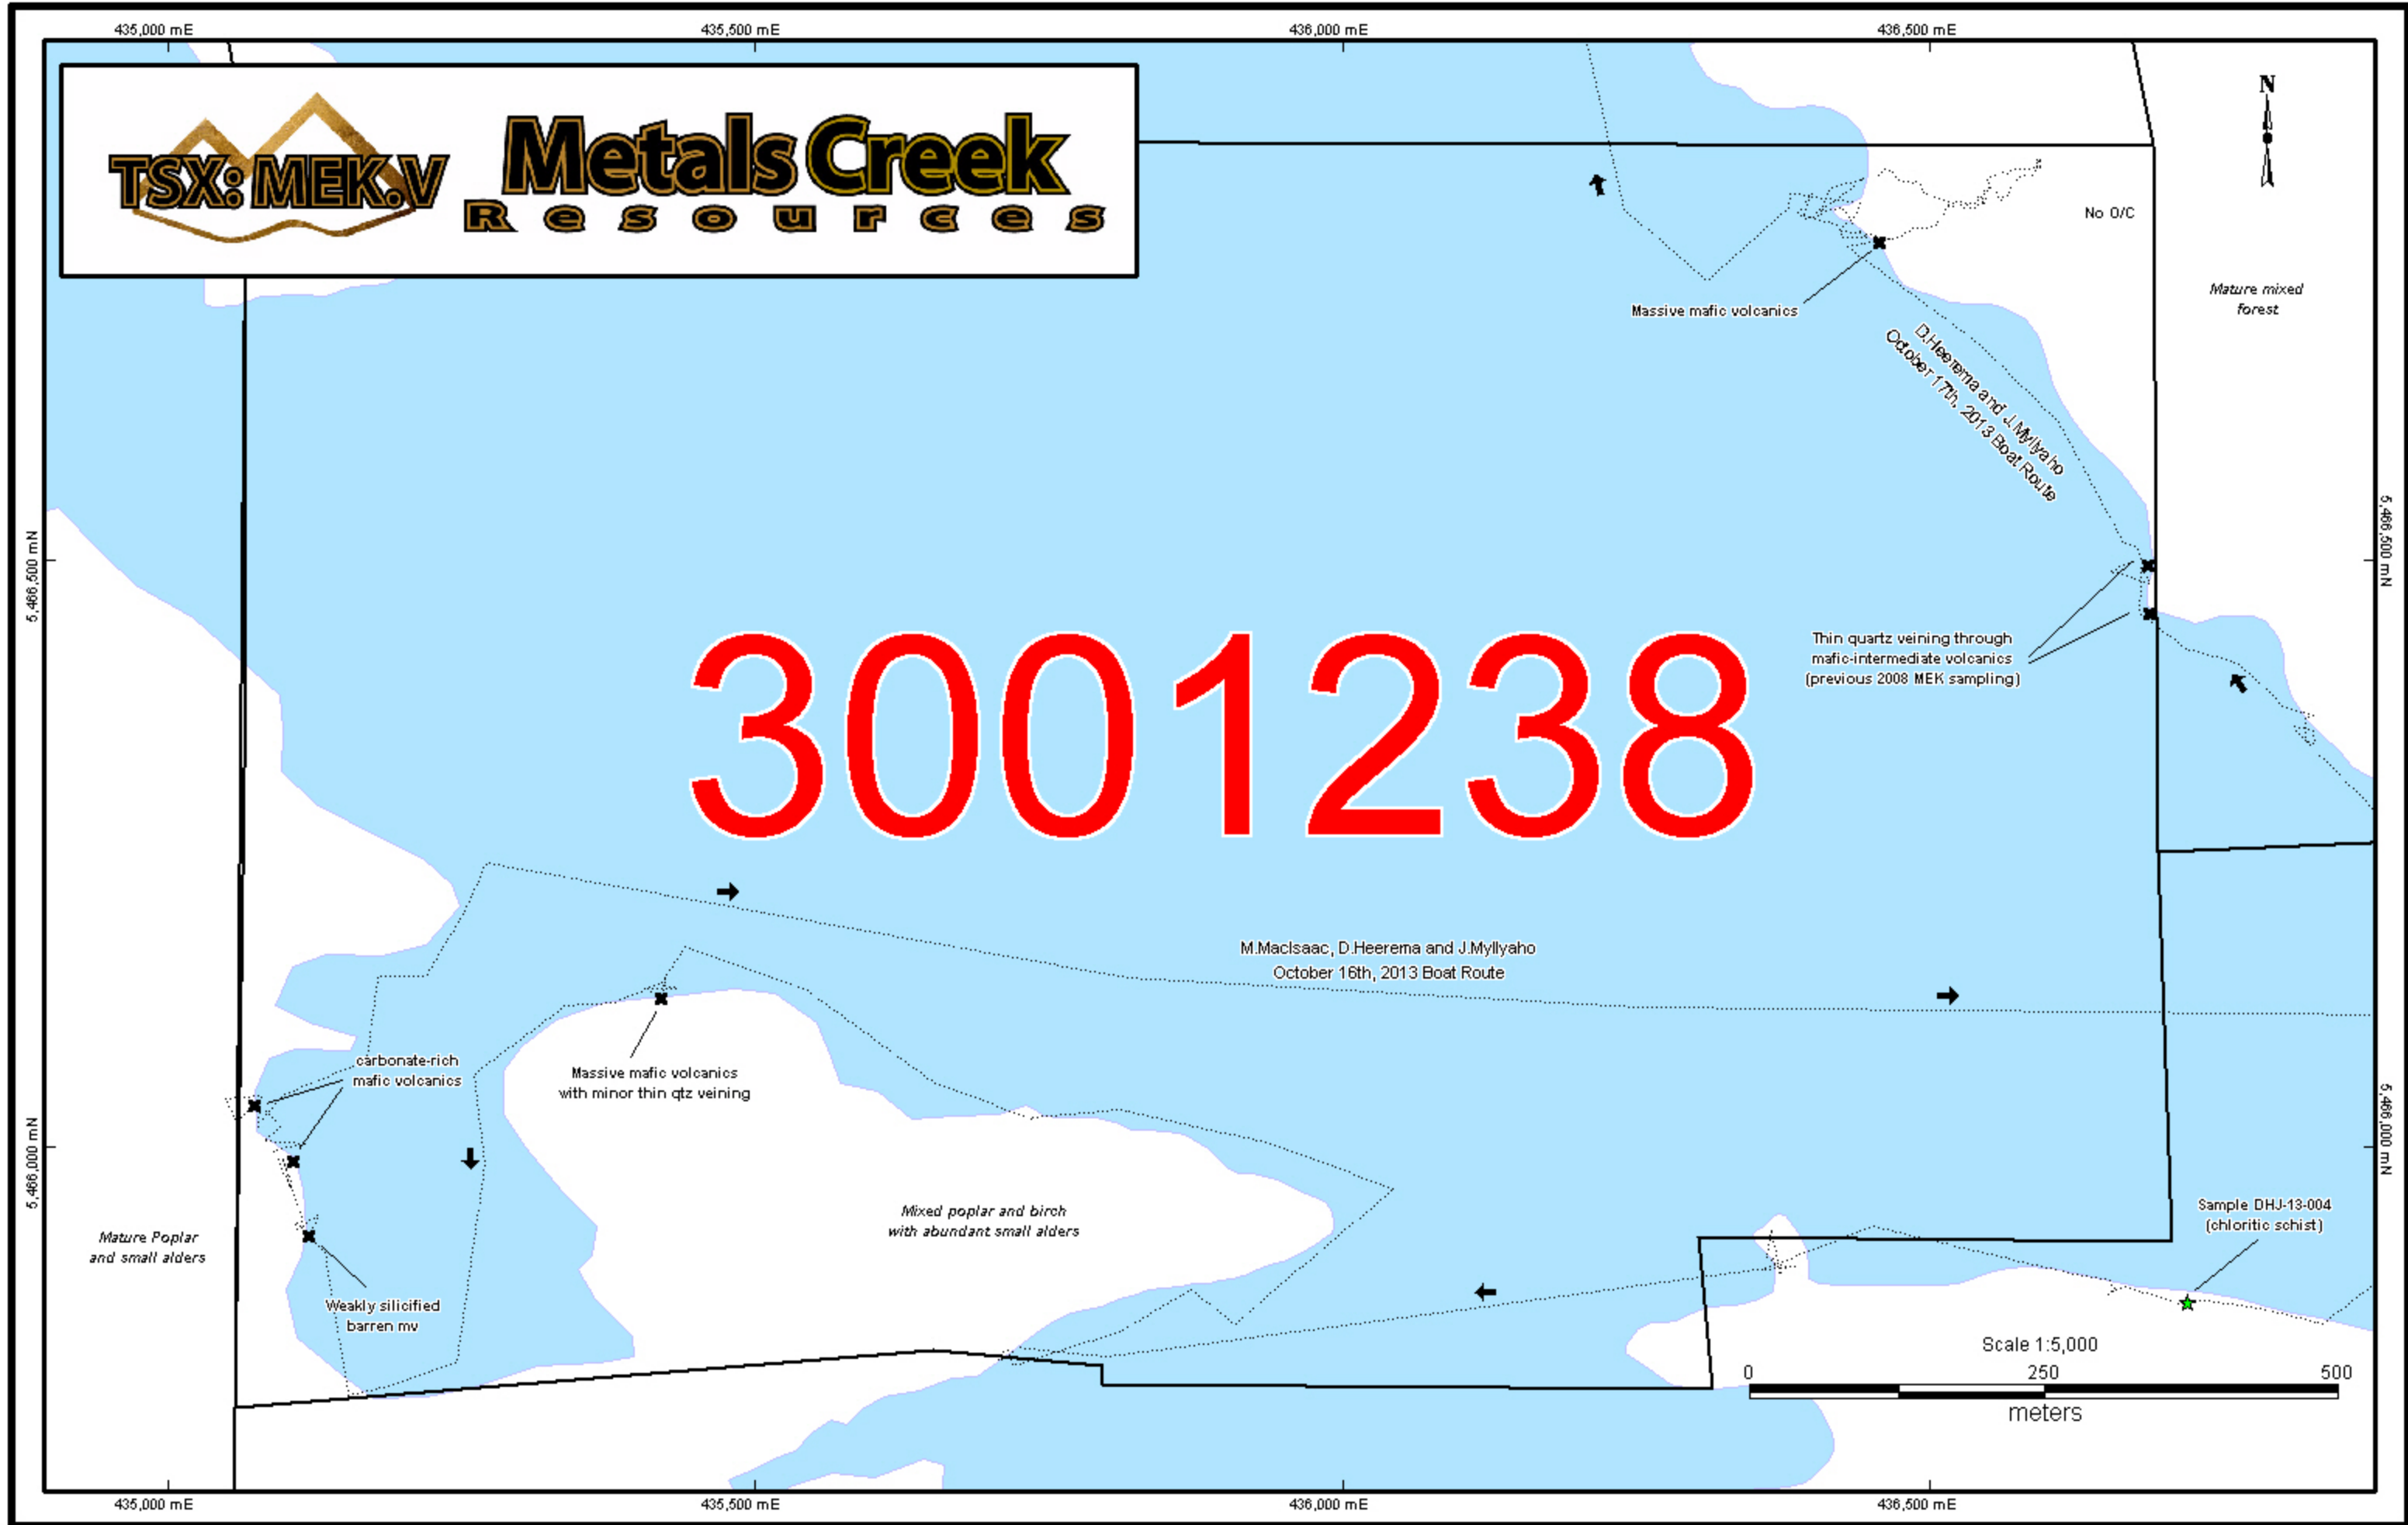 435,000 mE
435,500 mE
436,000 mE
436,500 mE
TSX: MEK.V
Metals Creek
Resources
N
No O/C
Mature mixed
forest
Massive mafic volcanics
D.Heerema and J.Myllyaho
October 17th, 2013 Boat Route
5,466,500 mN
5,466,500 mN
3001238
Thin quartz veining through
mafic-intermediate volcanics
(previous 2008 MEK sampling)
M.MacIsaac, D.Heerema and J.Myllyaho
October 16th, 2013 Boat Route
carbonate-rich
mafic volcanics
Massive mafic volcanics
with minor thin qtz veining
5,466,000 mN
5,466,000 mN
Mature Poplar
and small alders
Mixed poplar and birch
with abundant small alders
Sample DHJ-13-004
(chloritic schist)
Weakly silicified
barren mv
Scale 1:5,000
0
250
500
meters
435,000 mE
435,500 mE
436,000 mE
436,500 mE